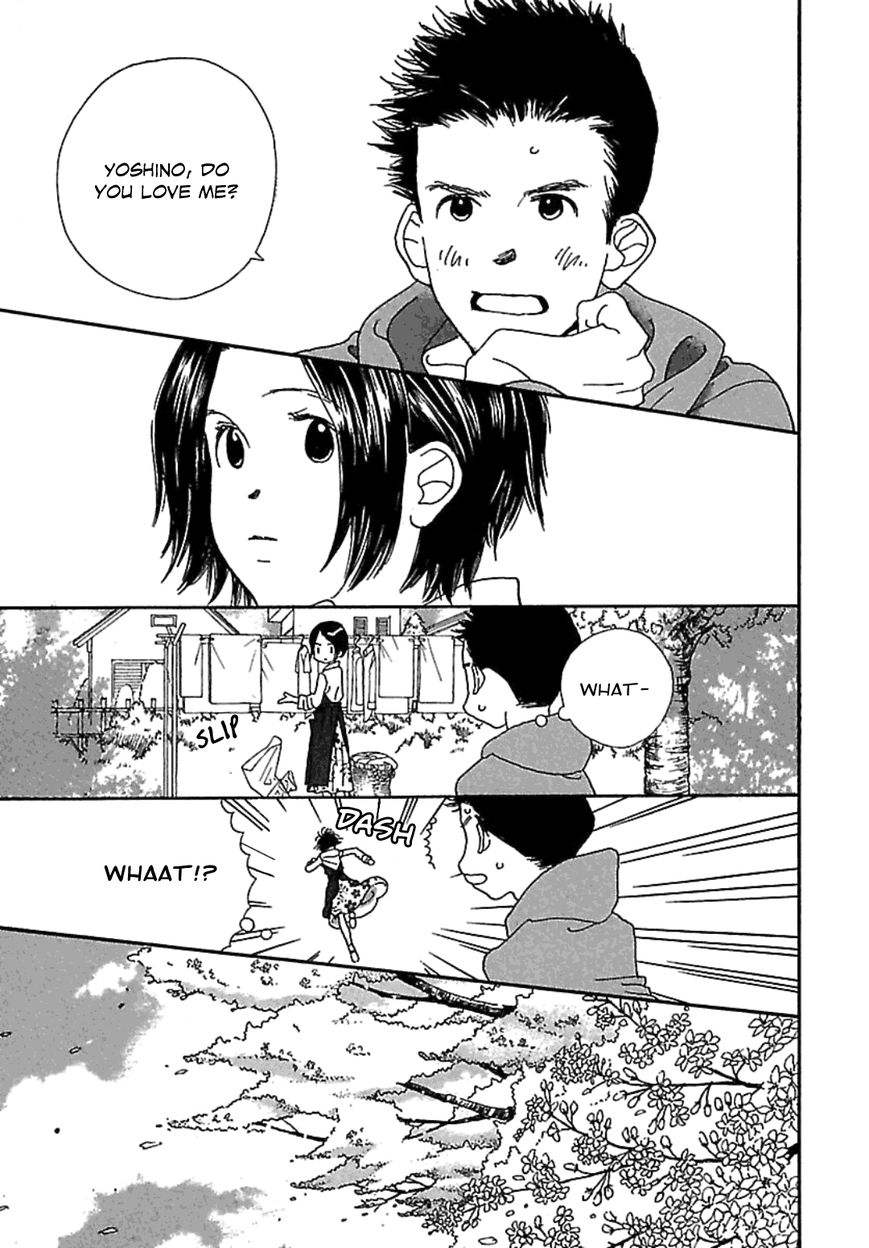 YOSHINO, DO
YOU LOVE ME?
WHAT-
SLIP
DASH
WHAAT!?